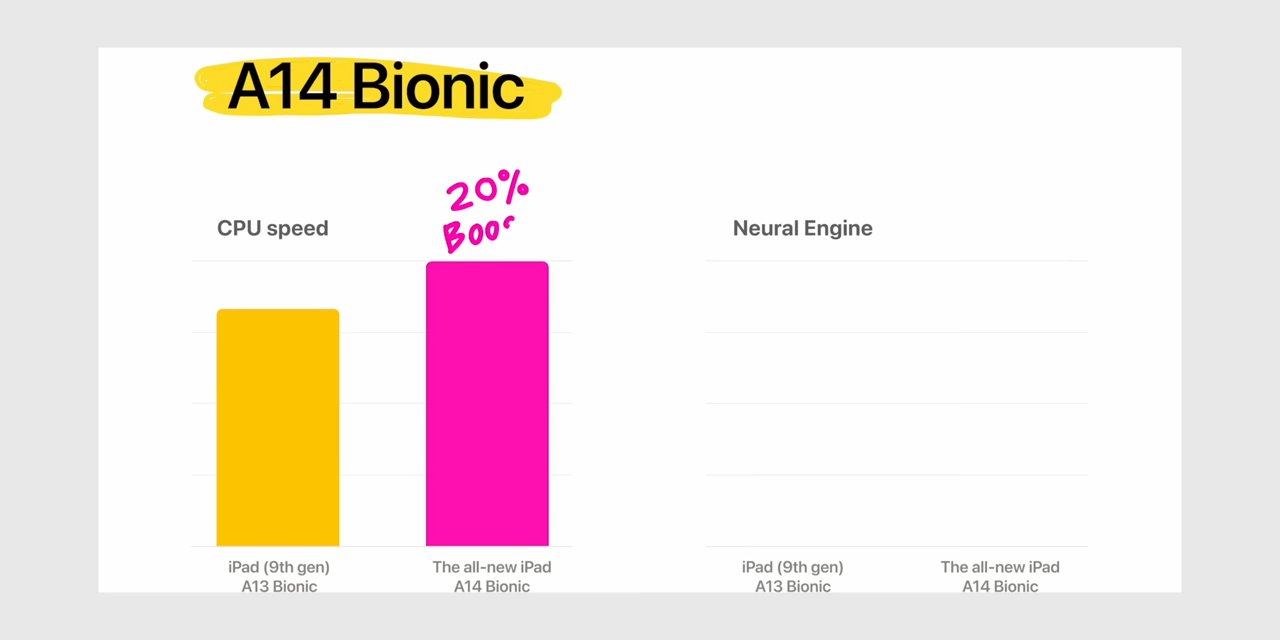 A14 Bionic
20%
CPU speed
iPad (9th gen)
A13 Bionic
The all-new iPad
A14 Bionic
Neural Engine
iPad (9th gen)
A13 Bionic
The all-new iPad
A14 Bionic